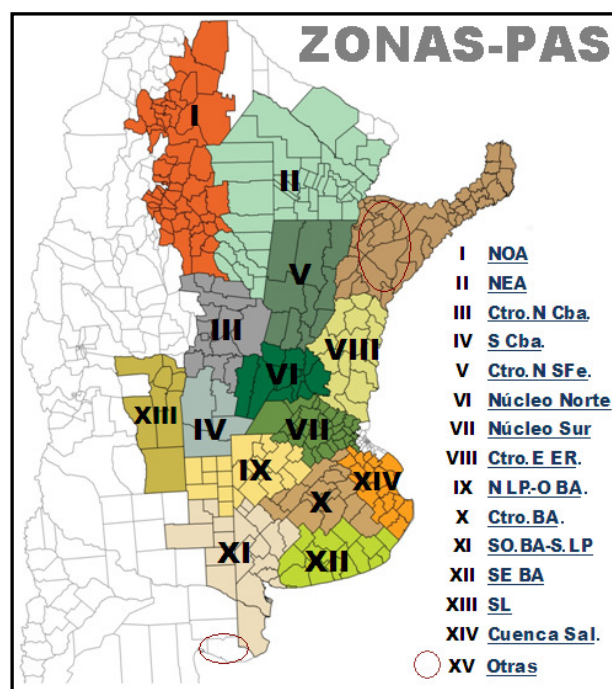 ZONAS-PAS
I
II
V
III
VIII
VI
XIII
IV
VII
IX
XIV
X
XI
XII
I NOA
II NEA
III Ctro.N Cba.
IV S Cba.
V Ctro.N SFe.
VI Núcleo Norte
VII Núcleo Sur
VIII Ctro.E ER.
IX N LP.-O BA.
X Ctro.BA.
XI SO.BA-S.LP
XII SE BA
XIII SL
XIV Cuenca Sal.
XV Otras